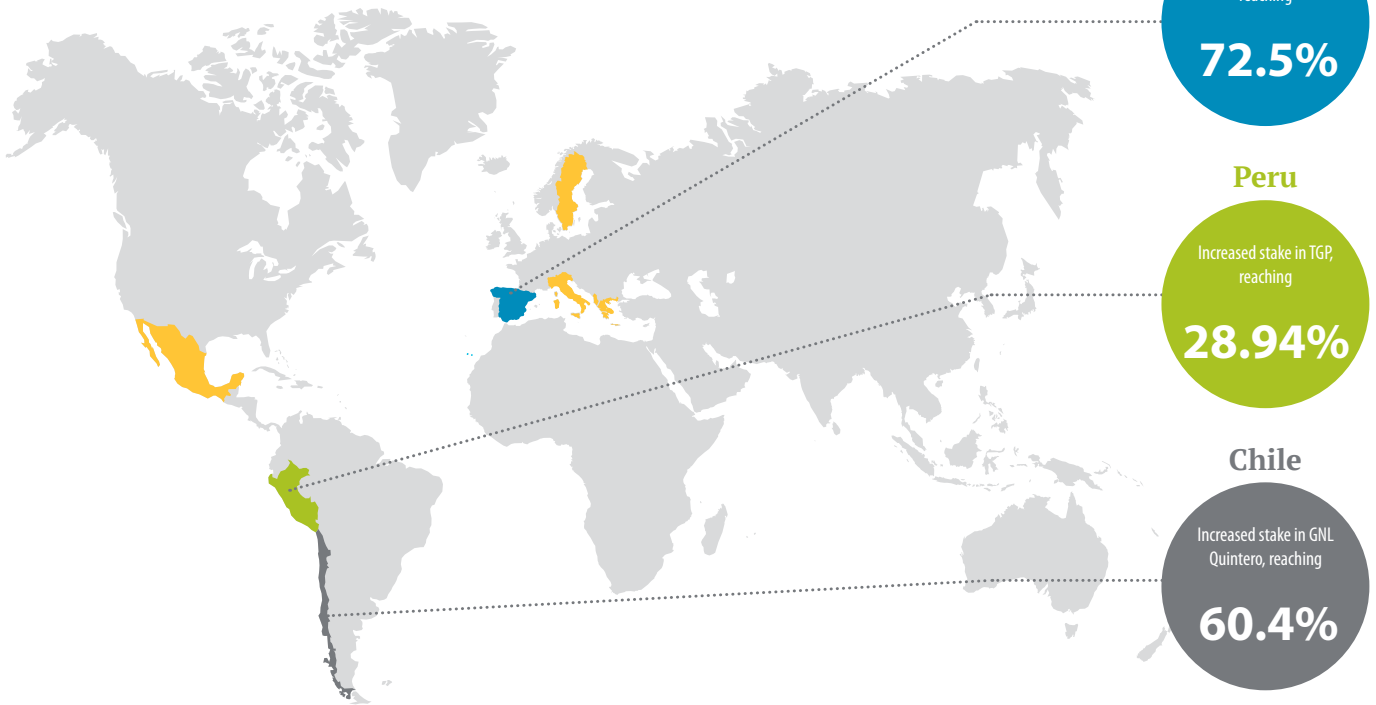 reaching
72.5%
Peru
Increased stake in TGP,
reaching
28.94%
Chile
Increased stake in GNL
Quintero, reaching
60.4%